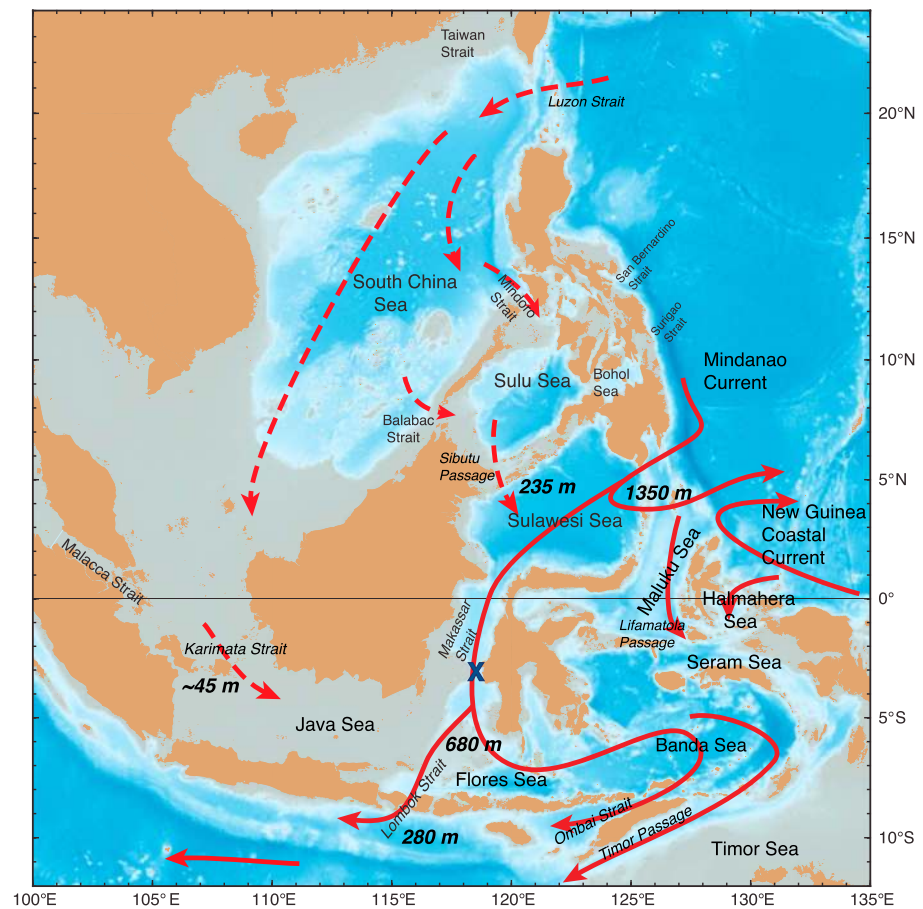 Taiwan
Strait
Luzon Strait
20°N
San Bernardino
Strait
15°N
South China
Sea
Mindoro
Strait
Surigao
Strait
Mindanao
Current
10°N
Sulu Sea
Bohol
Sea
Balabac
Strait
Sibutu
Passage
235 m
1350 m
5°N
Sulawesi Sea
New Guinea
Coastal
Current
Malacca Strait
Maluku Sea
0°
Halmahera
Sea
Makassar
Strait
Lifamatola
Passage
Karimata Strait
~45 m
X
Seram Sea
5°S
Java Sea
680 m
Banda Sea
Flores Sea
Lombok Strait
280 m
Ombai Strait
Timor Passage
Timor Sea
10°S
100°E
105°E
110°E
115°E
120°E
125°E
130°E
135°E